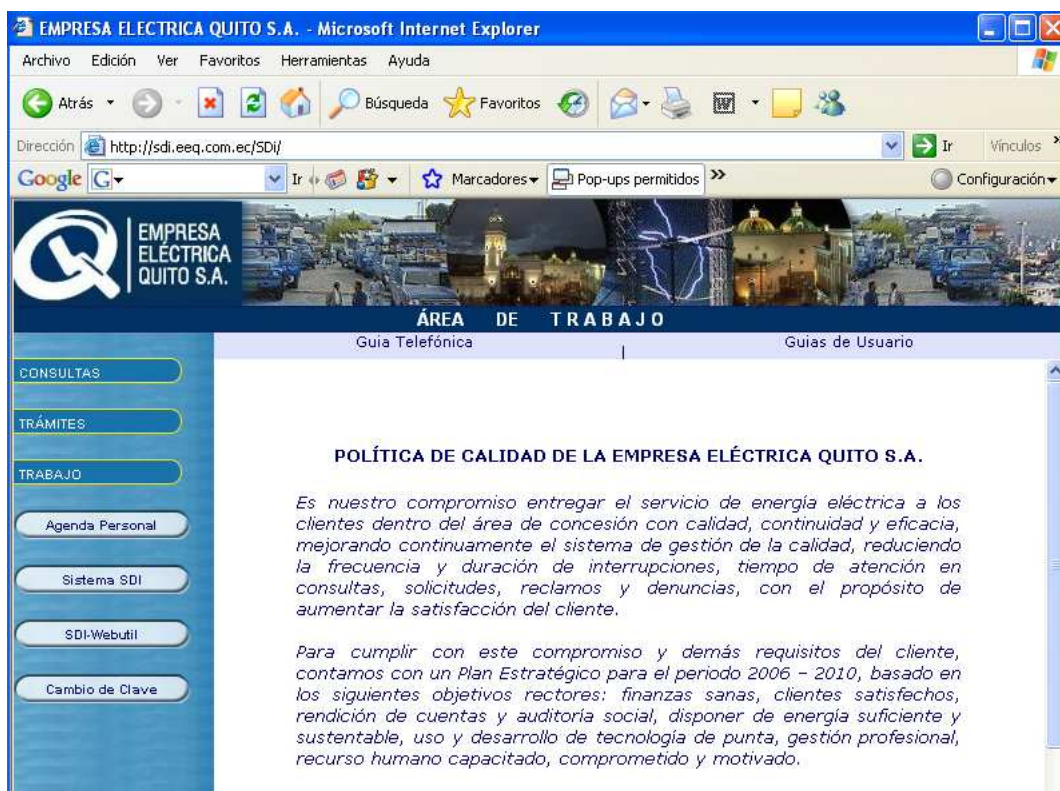 EMPRESA ELECTRICA QUITO S.A. - Microsoft Internet Explorer
Archivo Edición Ver Favoritos Herramientas Ayuda
Atrás Búsqueda Favoritos
Dirección http://sdi.eeq.com.ec/SDi/ Ir Vínculos »
Google G Ir Marcadores Pop-ups permitidos » Configuración
EMPRESA
ELÉCTRICA
QUITO S.A.
ÁREA DE TRABAJO
Guia Telefónica | Guias de Usuario
CONSULTAS
TRÁMITES
TRABAJO
Agenda Personal
Sistema SDI
SDI-Webutil
Cambio de Clave
POLÍTICA DE CALIDAD DE LA EMPRESA ELÉCTRICA QUITO S.A.
Es nuestro compromiso entregar el servicio de energía eléctrica a los
clientes dentro del área de concesión con calidad, continuidad y eficacia,
mejorando continuamente el sistema de gestión de la calidad, reduciendo
la frecuencia y duración de interrupciones, tiempo de atención en
consultas, solicitudes, reclamos y denuncias, con el propósito de
aumentar la satisfacción del cliente.
Para cumplir con este compromiso y demás requisitos del cliente,
contamos con un Plan Estratégico para el periodo 2006 – 2010, basado en
los siguientes objetivos rectores: finanzas sanas, clientes satisfechos,
rendición de cuentas y auditoría social, disponer de energía suficiente y
sustentable, uso y desarrollo de tecnología de punta, gestión profesional,
recurso humano capacitado, comprometido y motivado.